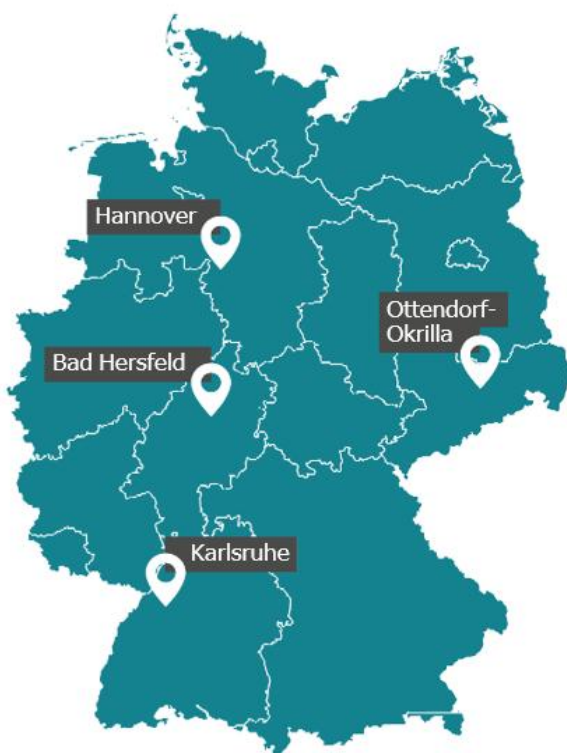 Hannover
Ottendorf-
Okrilla
Bad Hersfeld
Karlsruhe